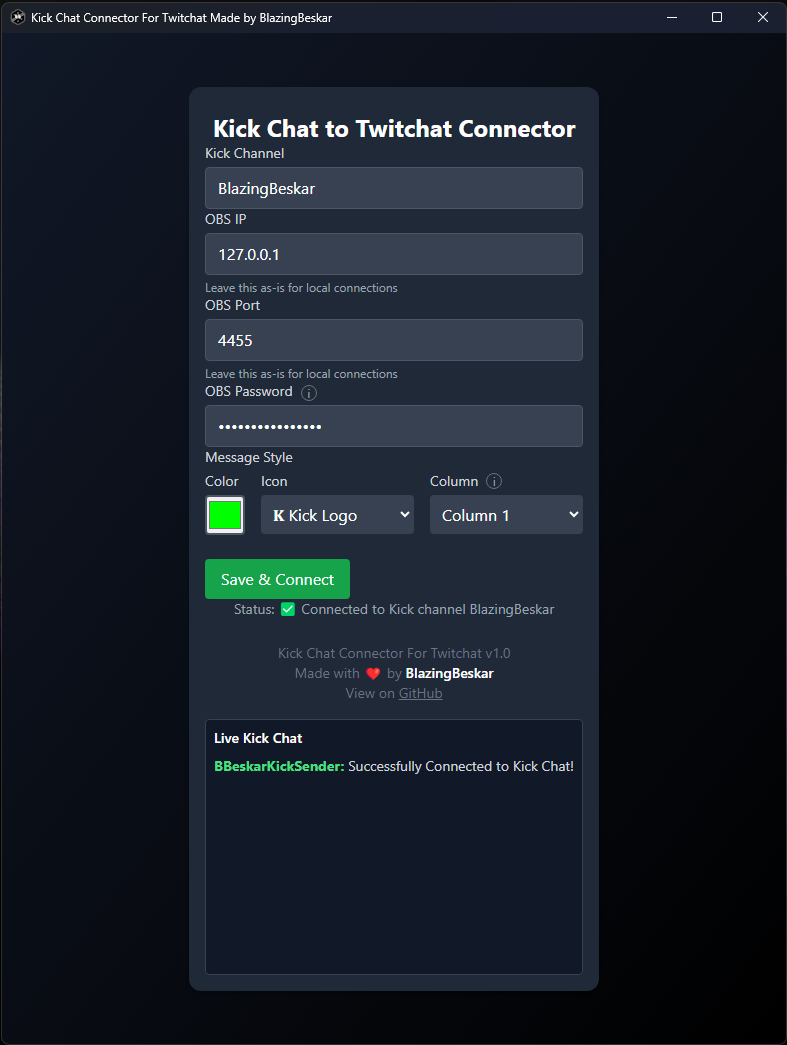 Kick Chat Connector For Twitchat Made by BlazingBeskar
Kick Chat to Twitchat Connector
Kick Channel
BlazingBeskar
OBS IP
127.0.0.1
Leave this as-is for local connections
OBS Port
4455
Leave this as-is for local connections
OBS Password ⓘ
••••••••••••••••
Message Style
Color Icon Column ⓘ
K Kick Logo Column 1
Save & Connect
Status: ✅ Connected to Kick channel BlazingBeskar
Kick Chat Connector For Twitchat v1.0
Made with ❤️ by BlazingBeskar
View on GitHub
Live Kick Chat
BBeskarKickSender: Successfully Connected to Kick Chat!